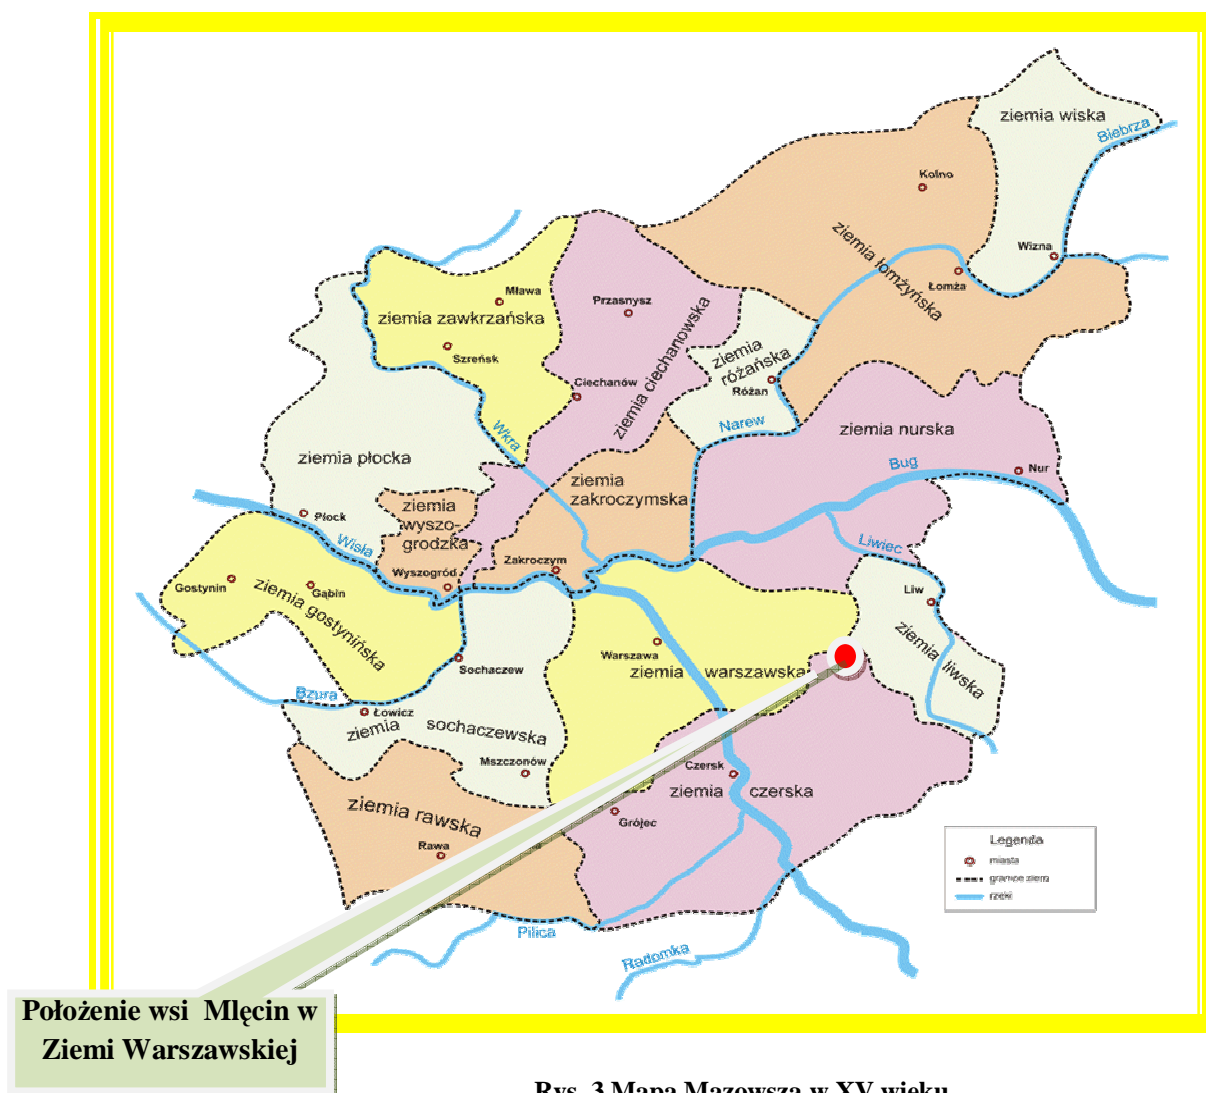 ziemia wiska
Biebrza
Kolno
ziemia łomżyńska
Wizna
Łomża
Mława
ziemia zawkrzańska
Szreńsk
Przasnysz
ziemia ciechanowska
Ciechanów
ziemia
różańska
Różan
Narew
Wkra
ziemia nurska
Bug
Nur
ziemia płocka
Płock
ziemia
wyszo-
grodzka
Wyszogród
ziemia
zakroczymska
Zakroczym
Wisła
Liwiec
Liw
ziemia liwska
Gostynin
Gąbin
ziemia gostynińska
Sochaczew
Bzura
Łowicz
ziemia sochaczewska
Mszczonów
Warszawa
ziemia warszawska
Czersk
ziemia czerska
Grójec
ziemia rawska
Rawa
Pilica
Radomka
Legenda
miasta
granice ziem
rzeki
Położenie wsi Mlęcin w
Ziemi Warszawskiej
Rys. 3 Mapa Mazowsza w XV wieku